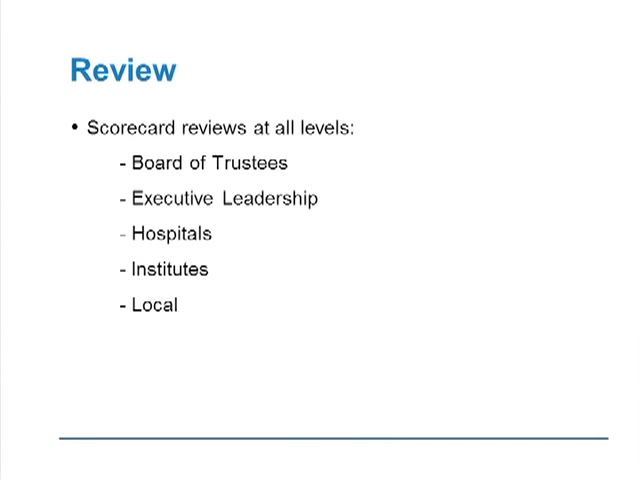 Review
• Scorecard reviews at all levels:
- Board of Trustees
- Executive Leadership
- Hospitals
- Institutes
- Local